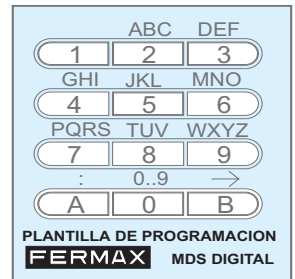 ABC DEF
1 2 3
GHI JKL MNO
4 5 6
PQRS TUV WXYZ
7 8 9
: 0..9 →
A 0 B
PLANTILLA DE PROGRAMACION
FERMAX MDS DIGITAL